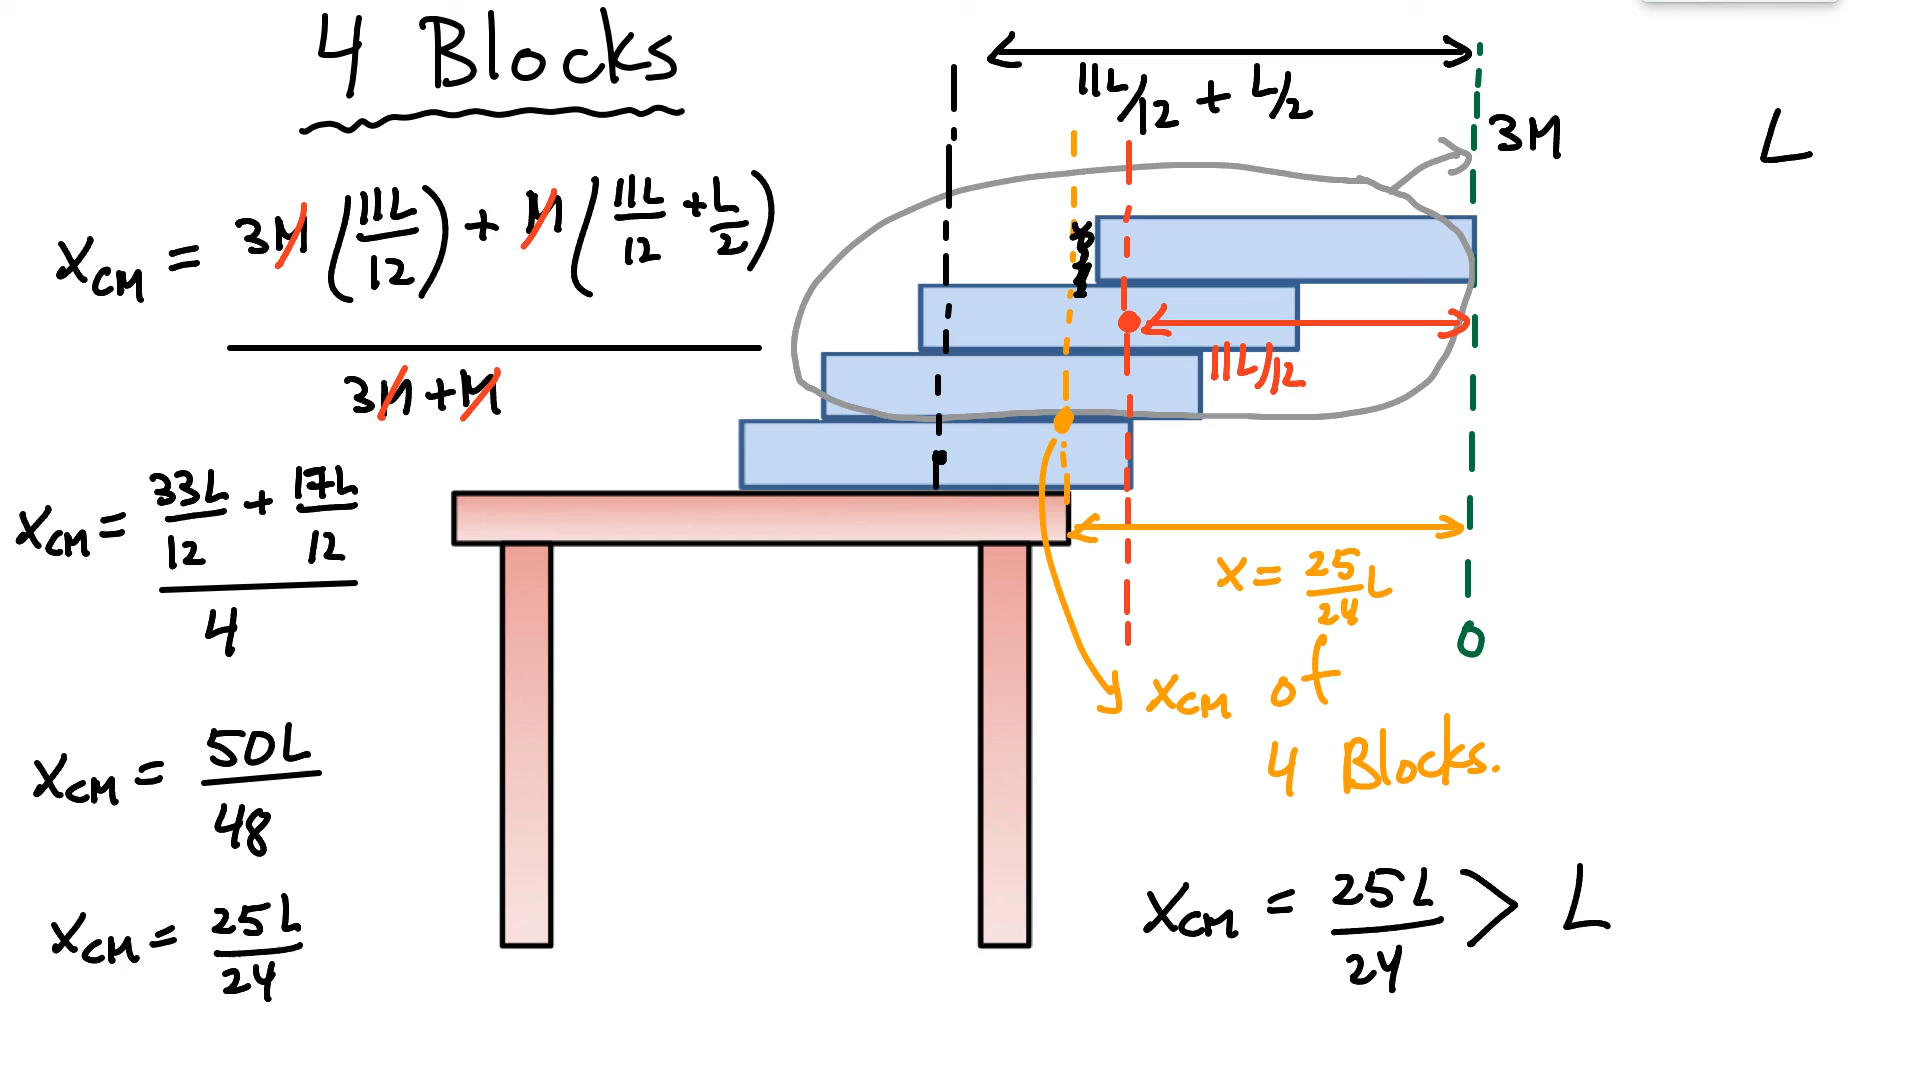 4 Blocks
11L/12 + L/2
3M
L
xCM = 3M (11L/12) + M (11L/12 + L/2)
3M + M
11L/12
xCM = 33L/12 + 17L/12
4
x = 25/24 L
0
xCM of
4 Blocks.
xCM = 50L/48
xCM = 25L/24
xCM = 25L/24 > L